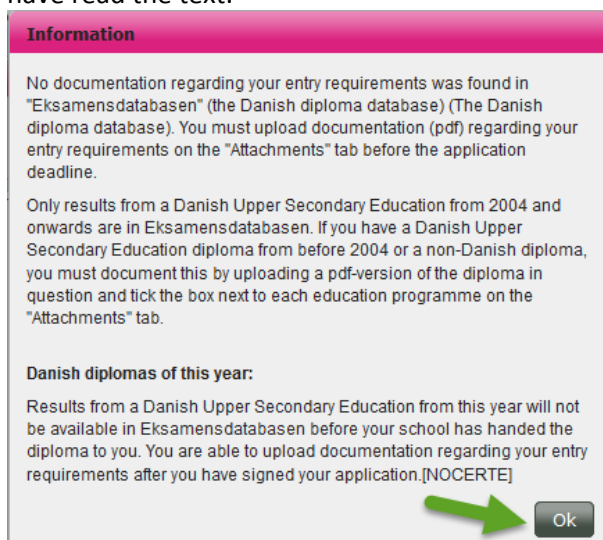 have read the text.
Information
No documentation regarding your entry requirements was found in
"Eksamensdatabasen" (the Danish diploma database) (The Danish
diploma database). You must upload documentation (pdf) regarding your
entry requirements on the "Attachments" tab before the application
deadline.
Only results from a Danish Upper Secondary Education from 2004 and
onwards are in Eksamensdatabasen. If you have a Danish Upper
Secondary Education diploma from before 2004 or a non-Danish diploma,
you must document this by uploading a pdf-version of the diploma in
question and tick the box next to each education programme on the
"Attachments" tab.
Danish diplomas of this year:
Results from a Danish Upper Secondary Education from this year will not
be available in Eksamensdatabasen before your school has handed the
diploma to you. You are able to upload documentation regarding your entry
requirements after you have signed your application.[NOCERTE]
Ok